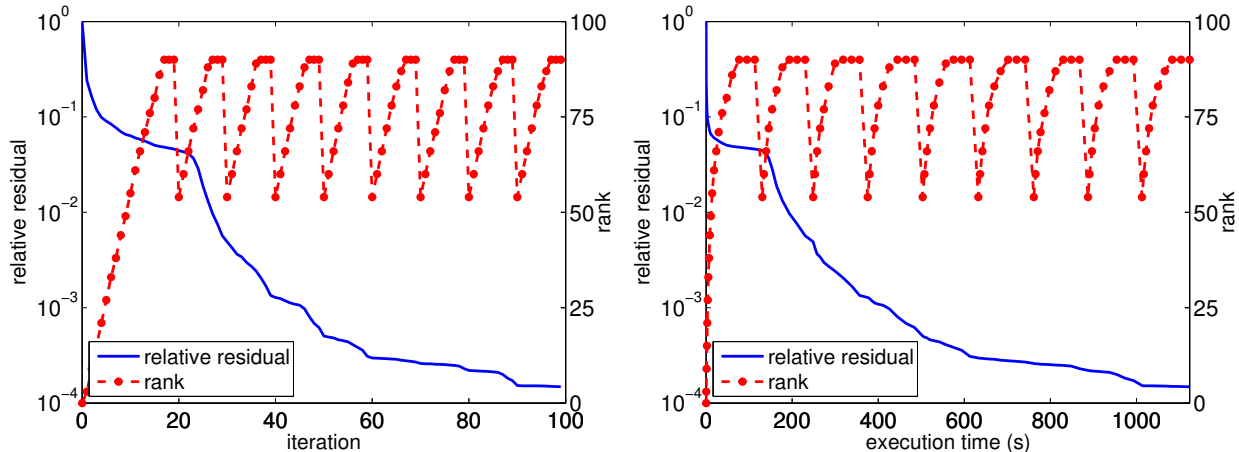 10^0
10^-1
10^-2
10^-3
10^-4
relative residual
0 20 40 60 80 100
iteration
100
75
50
25
0
rank
relative residual
rank
10^0
10^-1
10^-2
10^-3
10^-4
relative residual
0 200 400 600 800 1000
execution time (s)
100
75
50
25
0
rank
relative residual
rank